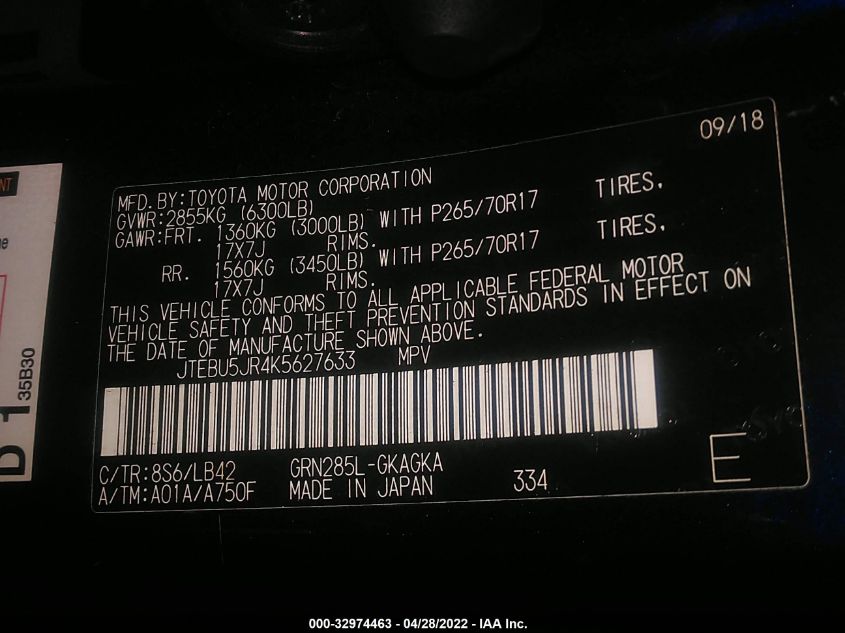 09/18
MFD. BY: TOYOTA MOTOR CORPORATION
GVWR: 2855KG (6300LB)
GAWR: FRT. 1360KG (3000LB) WITH P265/70R17 TIRES.
17X7J RIMS.
RR. 1560KG (3450LB) WITH P265/70R17 TIRES.
17X7J RIMS.
THIS VEHICLE CONFORMS TO ALL APPLICABLE FEDERAL MOTOR
VEHICLE SAFETY AND THEFT PREVENTION STANDARDS IN EFFECT ON
THE DATE OF MANUFACTURE SHOWN ABOVE.
JTEBU5JR4K5627633 MPV
C/TR: 8S6/LB42 GRN285L-GKAGKA
A/TM: A01A/A750F MADE IN JAPAN 334 E
35B30
000-32974463 - 04/28/2022 - IAA Inc.